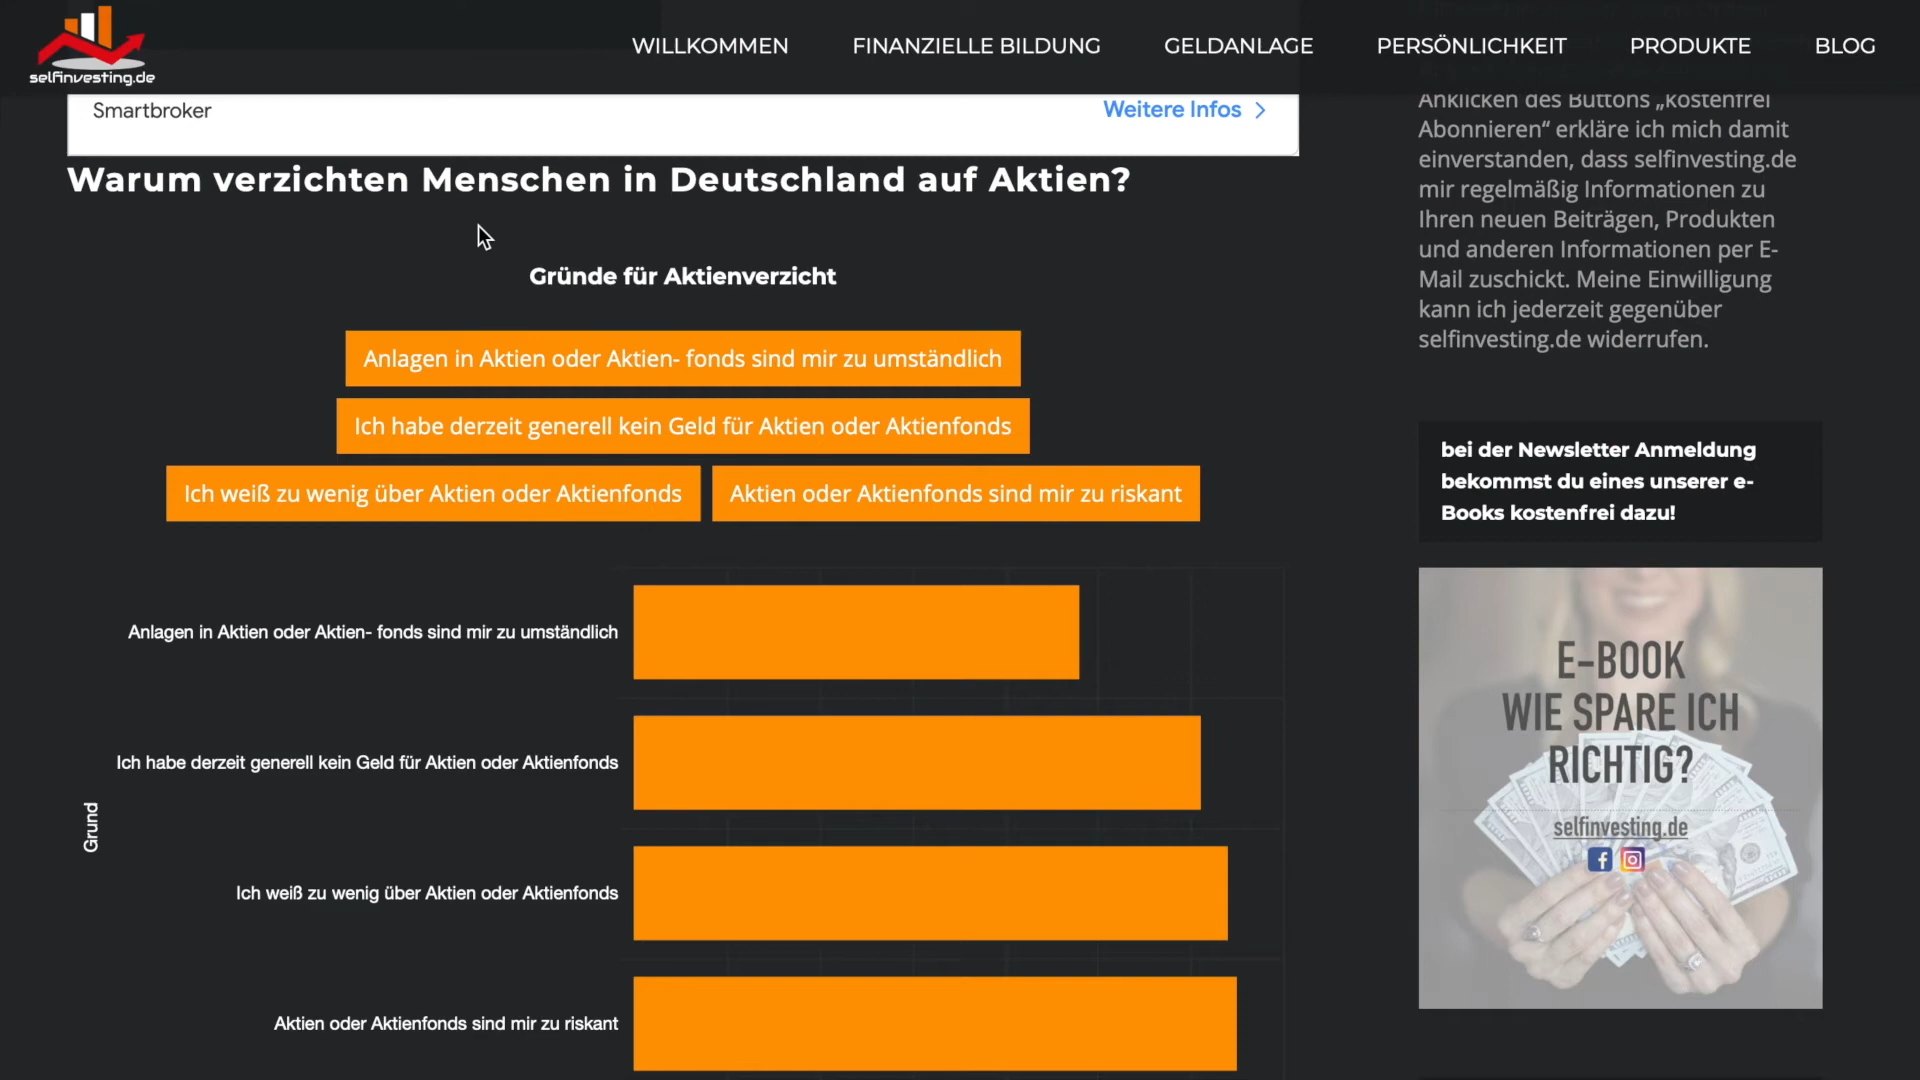 selfinvesting.de
WILLKOMMEN
FINANZIELLE BILDUNG
GELDANLAGE
PERSÖNLICHKEIT
PRODUKTE
BLOG
Smartbroker
Weitere Infos
Warum verzichten Menschen in Deutschland auf Aktien?
Gründe für Aktienverzicht
Anlagen in Aktien oder Aktien- fonds sind mir zu umständlich
Ich habe derzeit generell kein Geld für Aktien oder Aktienfonds
Ich weiß zu wenig über Aktien oder Aktienfonds
Aktien oder Aktienfonds sind mir zu riskant
Grund
Anlagen in Aktien oder Aktien- fonds sind mir zu umständlich
Ich habe derzeit generell kein Geld für Aktien oder Aktienfonds
Ich weiß zu wenig über Aktien oder Aktienfonds
Aktien oder Aktienfonds sind mir zu riskant
Anklicken des Buttons „kostenfrei
Abonnieren“ erkläre ich mich damit
einverstanden, dass selfinvesting.de
mir regelmäßig Informationen zu
Ihren neuen Beiträgen, Produkten
und anderen Informationen per E-
Mail zuschickt. Meine Einwilligung
kann ich jederzeit gegenüber
selfinvesting.de widerrufen.
bei der Newsletter Anmeldung
bekommst du eines unserer e-
Books kostenfrei dazu!
E-BOOK
WIE SPARE ICH
RICHTIG?
selfinvesting.de